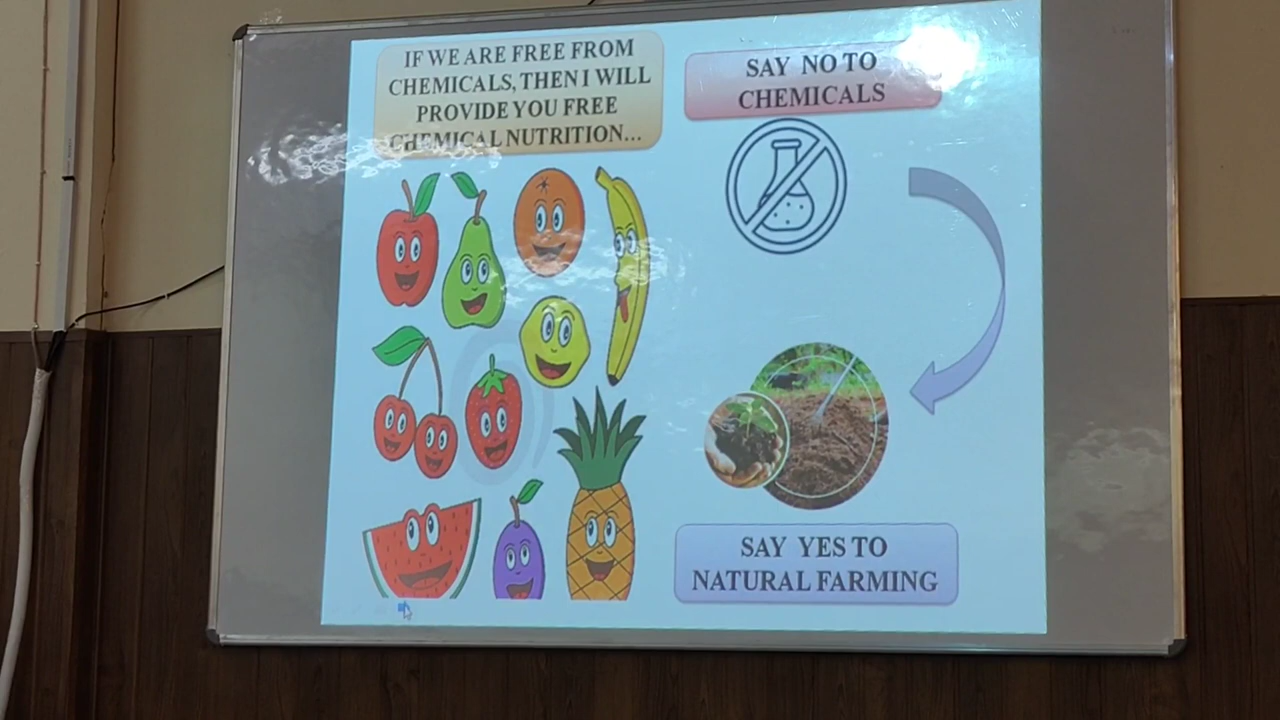 IF WE ARE FREE FROM
CHEMICALS, THEN I WILL
PROVIDE YOU FREE
CHEMICAL NUTRITION...
SAY NO TO
CHEMICALS
SAY YES TO
NATURAL FARMING